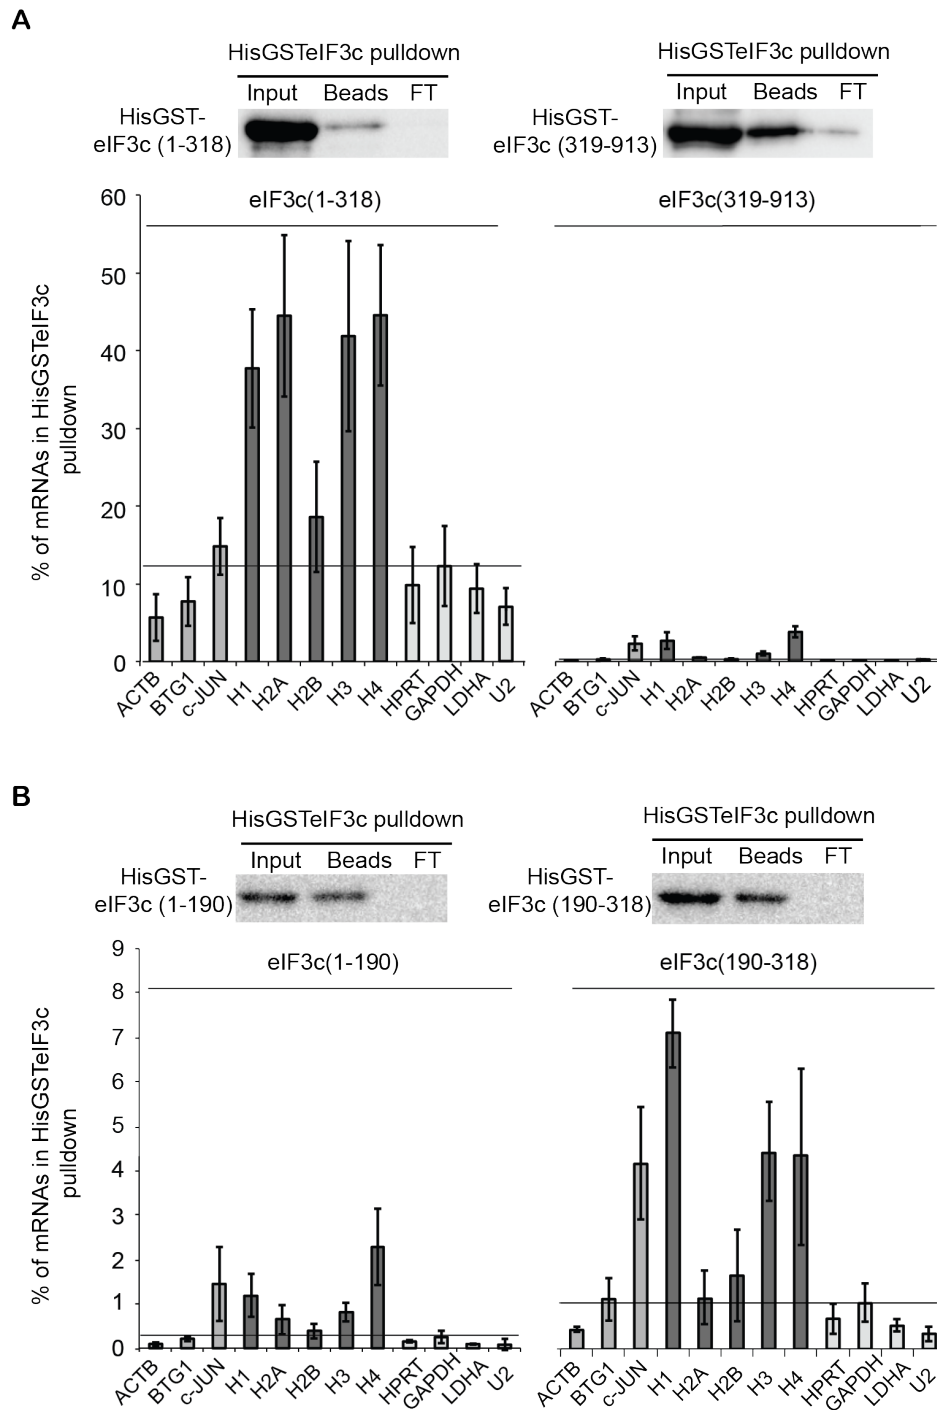 A
HisGSTeIF3c pulldown
Input Beads FT
HisGST-
eIF3c (1-318)
HisGSTeIF3c pulldown
Input Beads FT
HisGST-
eIF3c (319-913)
eIF3c(1-318)
eIF3c(319-913)
% of mRNAs in HisGSTeIF3c
pulldown
60
50
40
30
20
10
0
ACTB BTG1 c-JUN H1 H2A H2B H3 H4 HPRT GAPDH LDHA U2
ACTB BTG1 c-JUN H1 H2A H2B H3 H4 HPRT GAPDH LDHA U2
B
HisGSTeIF3c pulldown
Input Beads FT
HisGST-
eIF3c (1-190)
HisGSTeIF3c pulldown
Input Beads FT
HisGST-
eIF3c (190-318)
eIF3c(1-190)
eIF3c(190-318)
% of mRNAs in HisGSTeIF3c
pulldown
9
8
7
6
5
4
3
2
1
0
ACTB BTG1 c-JUN H1 H2A H2B H3 H4 HPRT GAPDH LDHA U2
ACTB BTG1 c-JUN H1 H2A H2B H3 H4 HPRT GAPDH LDHA U2